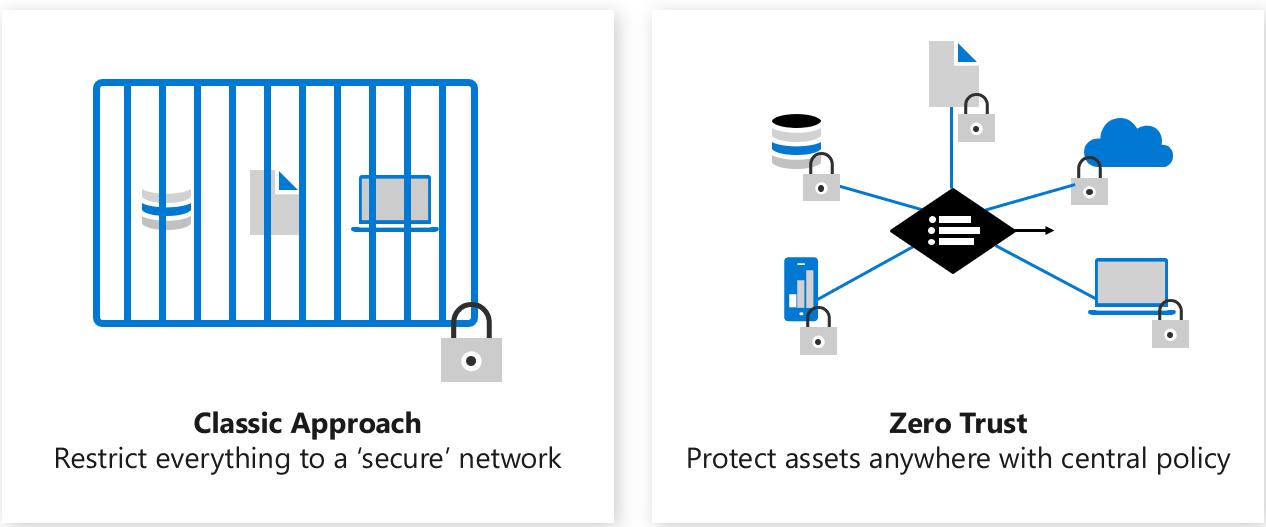 Classic Approach
Restrict everything to a ‘secure’ network
Zero Trust
Protect assets anywhere with central policy